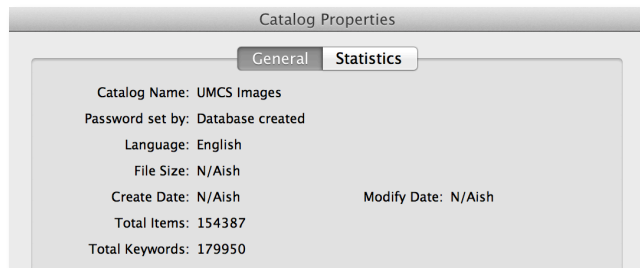 Catalog Properties
General Statistics
Catalog Name: UMCS Images
Password set by: Database created
Language: English
File Size: N/Aish
Create Date: N/Aish Modify Date: N/Aish
Total Items: 154387
Total Keywords: 179950